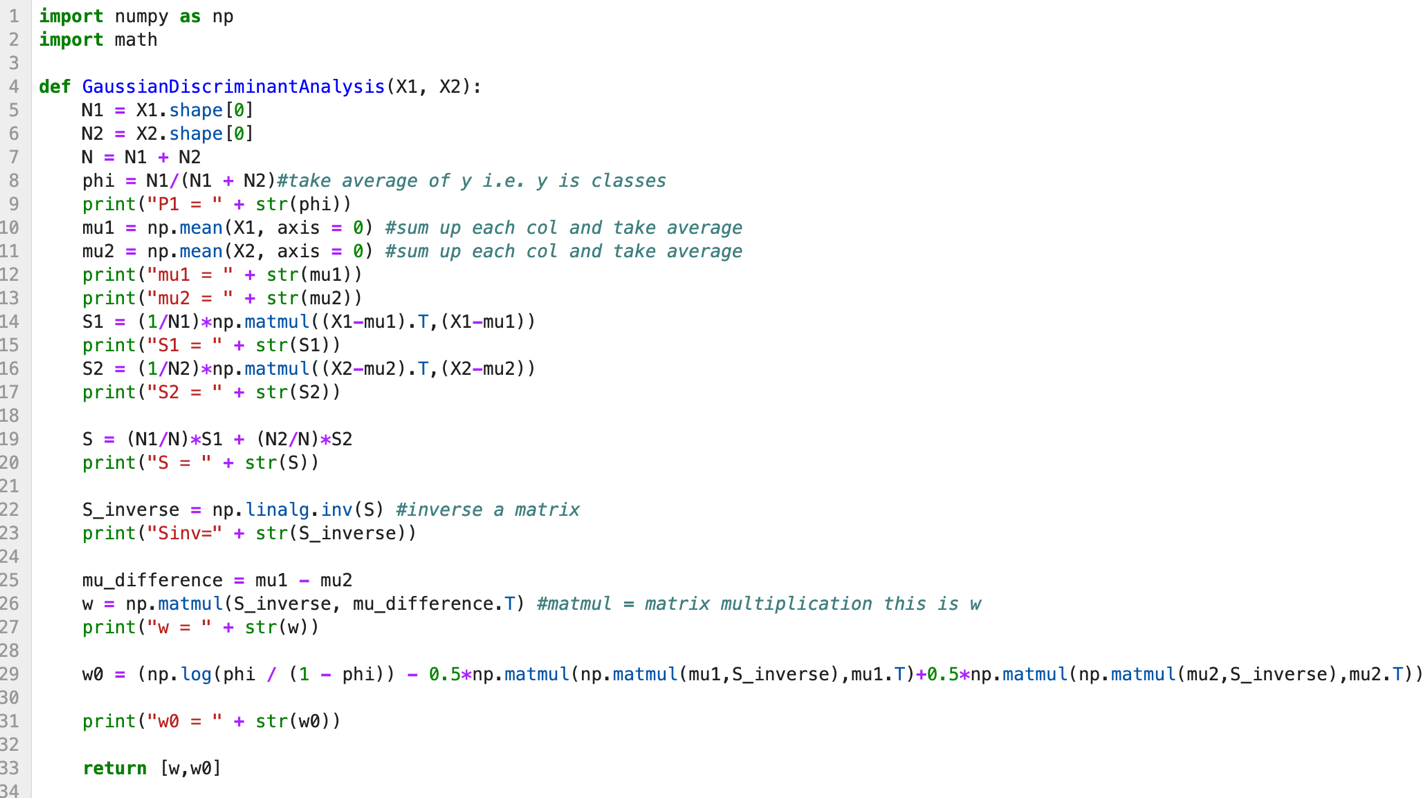 1 import numpy as np
2 import math
3
4 def GaussianDiscriminantAnalysis(X1, X2):
5     N1 = X1.shape[0]
6     N2 = X2.shape[0]
7     N = N1 + N2
8     phi = N1/(N1 + N2)#take average of y i.e. y is classes
9     print("P1 = " + str(phi))
10     mu1 = np.mean(X1, axis = 0) #sum up each col and take average
11     mu2 = np.mean(X2, axis = 0) #sum up each col and take average
12     print("mu1 = " + str(mu1))
13     print("mu2 = " + str(mu2))
14     S1 = (1/N1)*np.matmul((X1-mu1).T,(X1-mu1))
15     print("S1 = " + str(S1))
16     S2 = (1/N2)*np.matmul((X2-mu2).T,(X2-mu2))
17     print("S2 = " + str(S2))
18
19     S = (N1/N)*S1 + (N2/N)*S2
20     print("S = " + str(S))
21
22     S_inverse = np.linalg.inv(S) #inverse a matrix
23     print("Sinv=" + str(S_inverse))
24
25     mu_difference = mu1 - mu2
26     w = np.matmul(S_inverse, mu_difference.T) #matmul = matrix multiplication this is w
27     print("w = " + str(w))
28
29     w0 = (np.log(phi / (1 - phi)) - 0.5*np.matmul(np.matmul(mu1,S_inverse),mu1.T)+0.5*np.matmul(np.matmul(mu2,S_inverse),mu2.T))
30
31     print("w0 = " + str(w0))
32
33     return [w,w0]
34